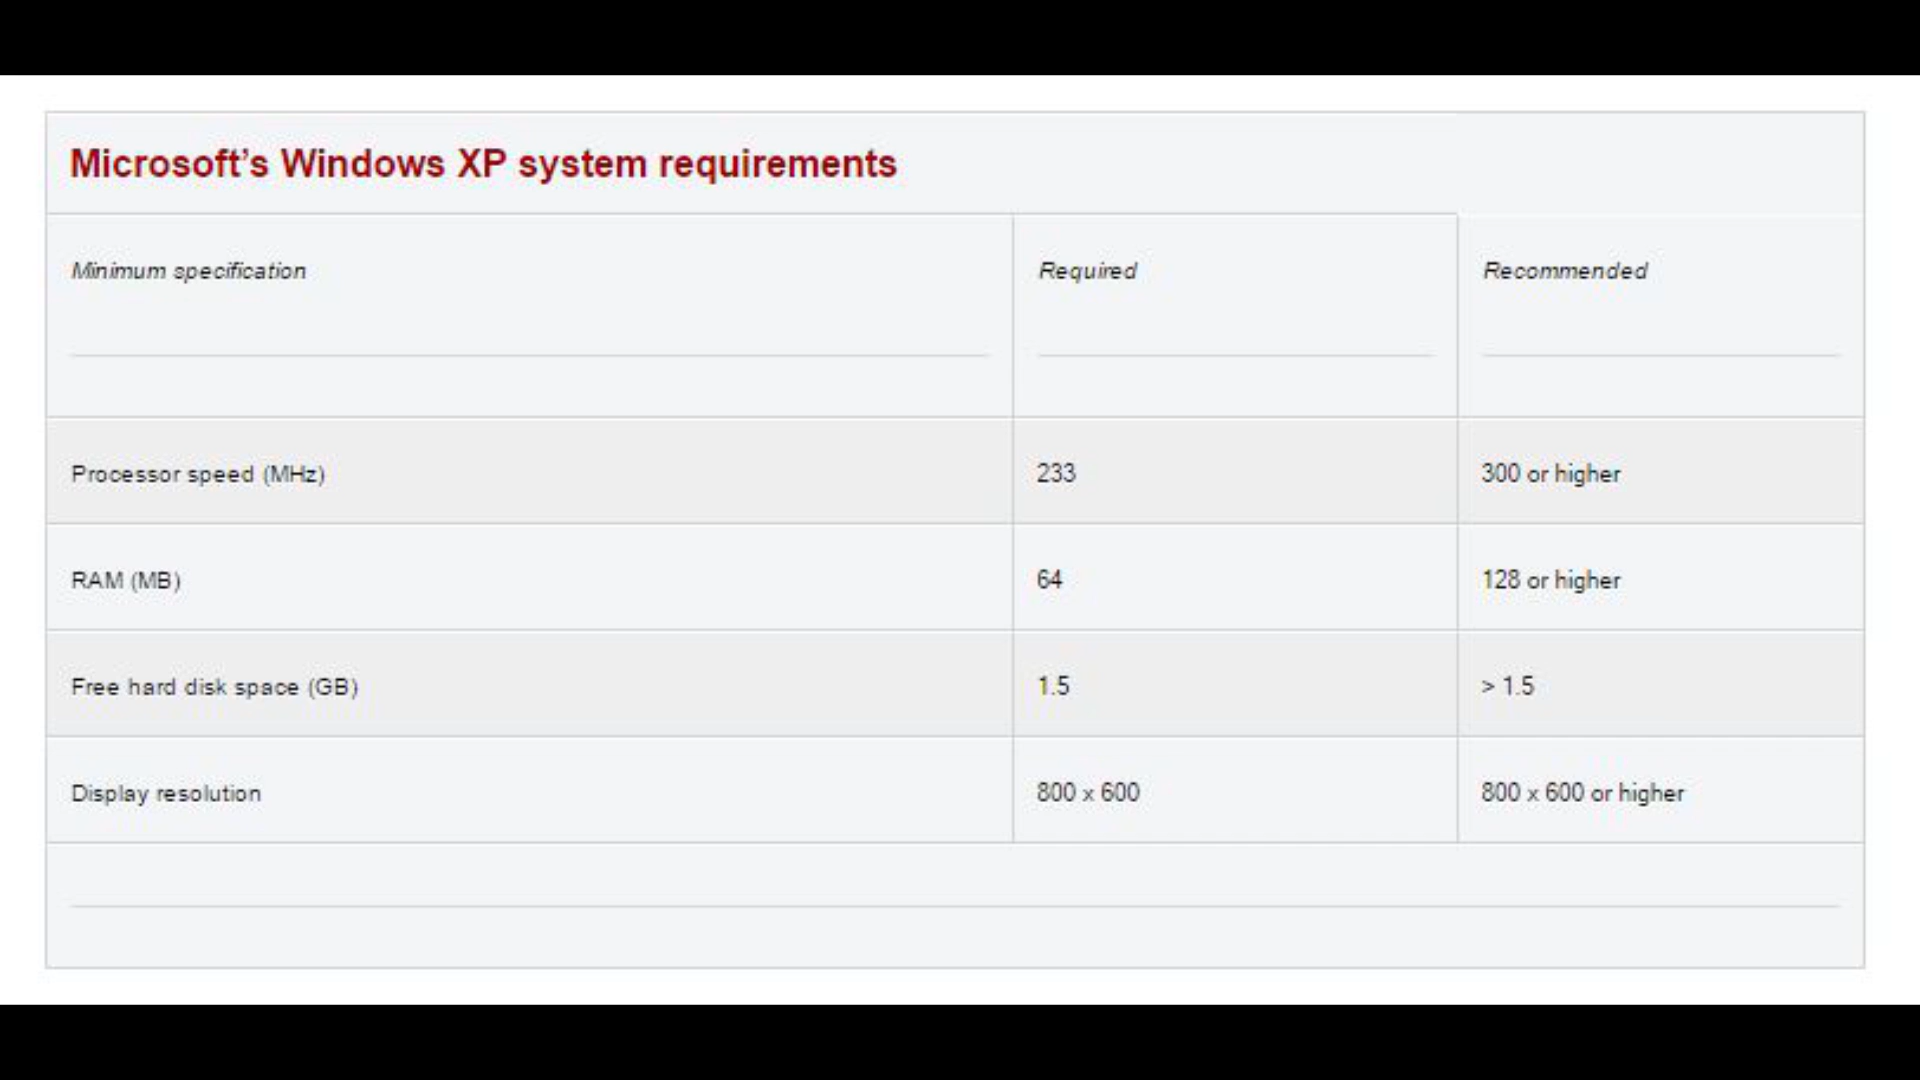 Microsoft’s Windows XP system requirements
Minimum specification Required Recommended
Processor speed (MHz) 233 300 or higher
RAM (MB) 64 128 or higher
Free hard disk space (GB) 1.5 > 1.5
Display resolution 800 x 600 800 x 600 or higher